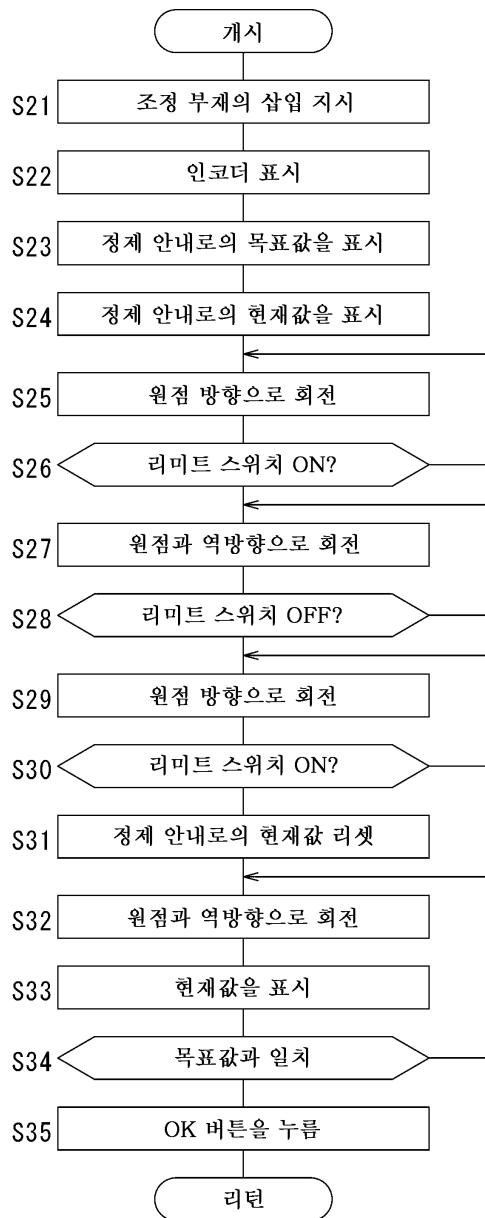 개시
S21 조정 부재의 삽입 지시
S22 인코더 표시
S23 정제 안내로의 목표값을 표시
S24 정제 안내로의 현재값을 표시
S25 원점 방향으로 회전
S26 리미트 스위치 ON?
S27 원점과 역방향으로 회전
S28 리미트 스위치 OFF?
S29 원점 방향으로 회전
S30 리미트 스위치 ON?
S31 정제 안내로의 현재값 리셋
S32 원점과 역방향으로 회전
S33 현재값을 표시
S34 목표값과 일치
S35 OK 버튼을 누름
리턴